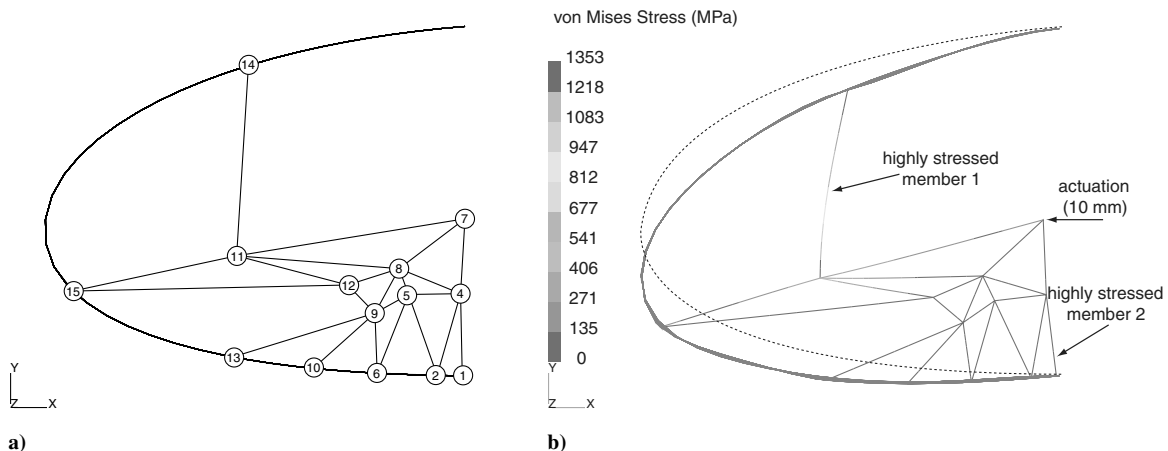 14
7
11
8
12
5
4
15
9
13
10
6
2
1
Y
Z X
a)
von Mises Stress (MPa)
1353
1218
1083
947
812
677
541
406
271
135
0
highly stressed
member 1
actuation
(10 mm)
highly stressed
member 2
Y
Z X
b)